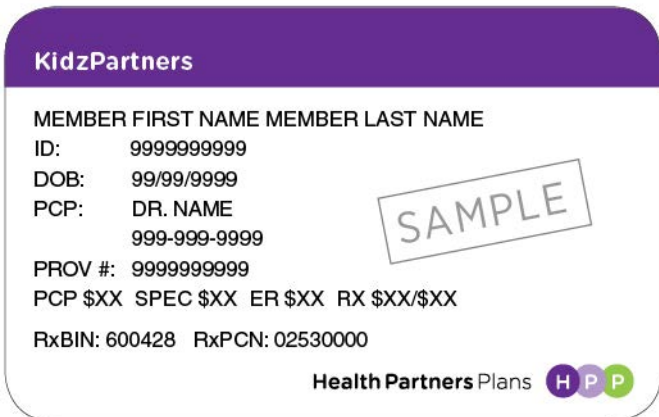 KidzPartners
MEMBER FIRST NAME MEMBER LAST NAME
ID: 9999999999
DOB: 99/99/9999
PCP: DR. NAME
999-999-9999
SAMPLE
PROV #: 9999999999
PCP $XX SPEC $XX ER $XX RX $XX/$XX
RxBIN: 600428 RxPCN: 02530000
Health Partners Plans HPP